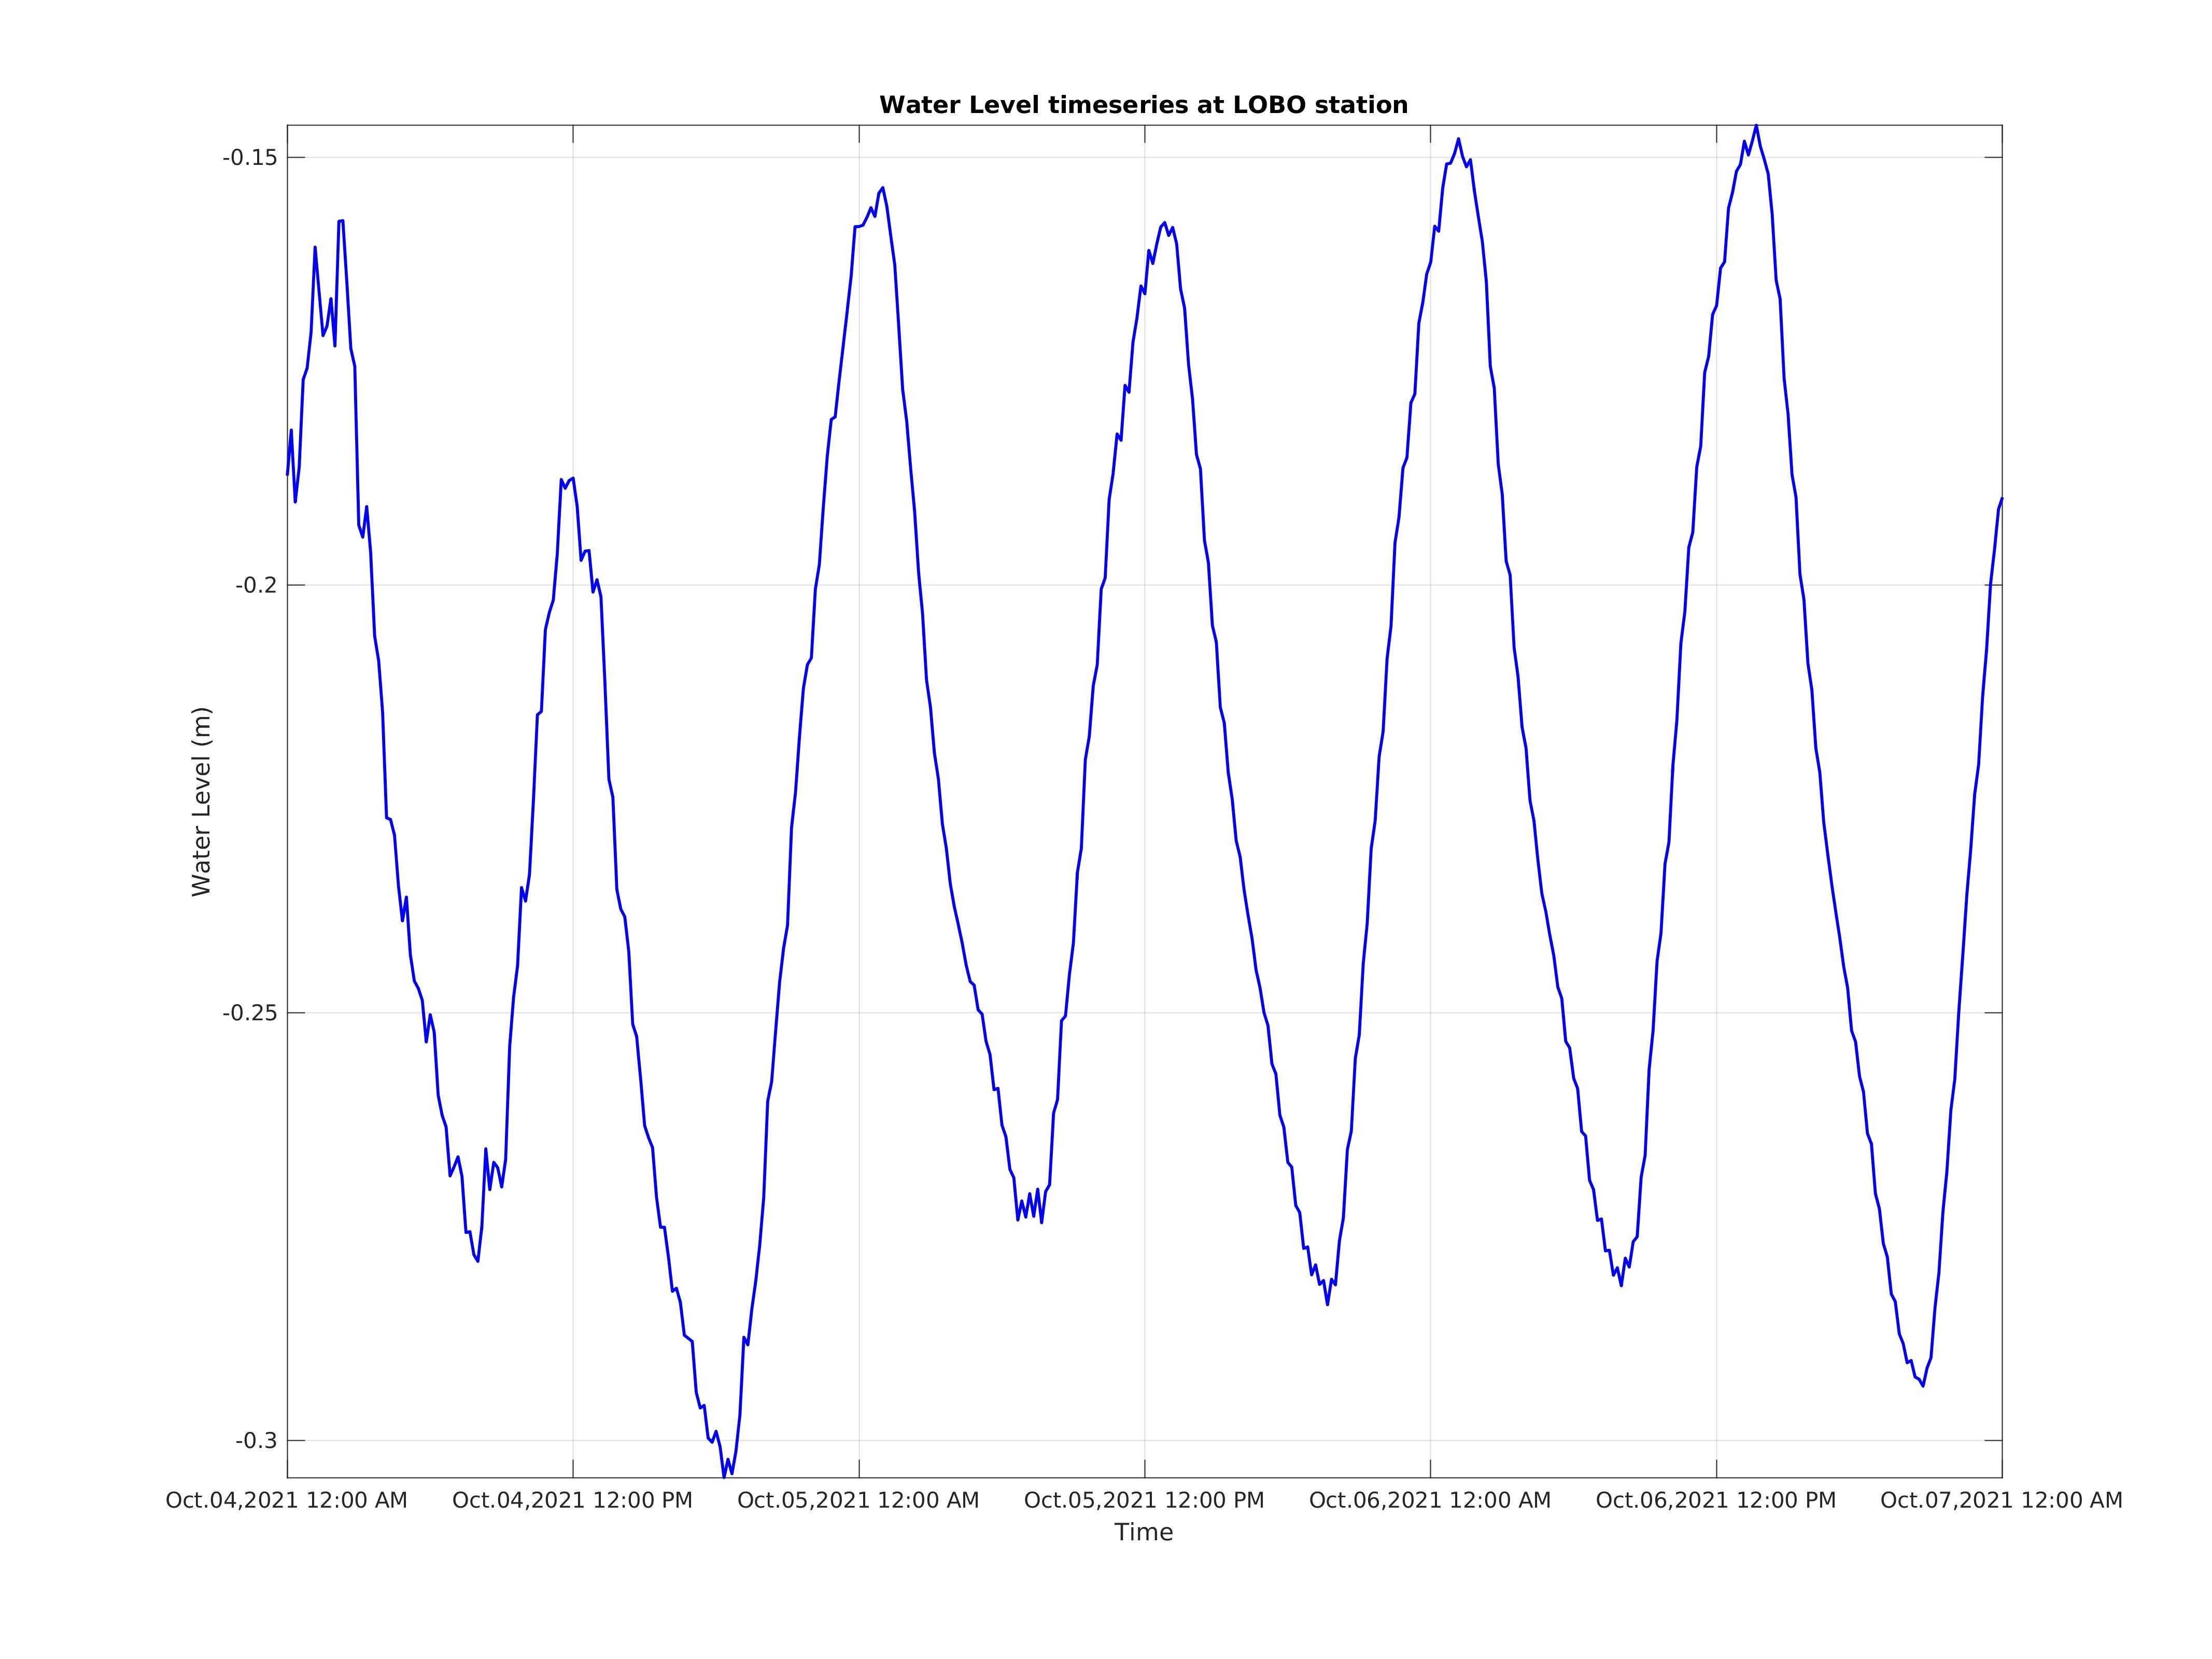 Water Level timeseries at LOBO station
-0.15
-0.2
-0.25
-0.3
Water Level (m)
Oct.04,2021 12:00 AM
Oct.04,2021 12:00 PM
Oct.05,2021 12:00 AM
Oct.05,2021 12:00 PM
Oct.06,2021 12:00 AM
Oct.06,2021 12:00 PM
Oct.07,2021 12:00 AM
Time